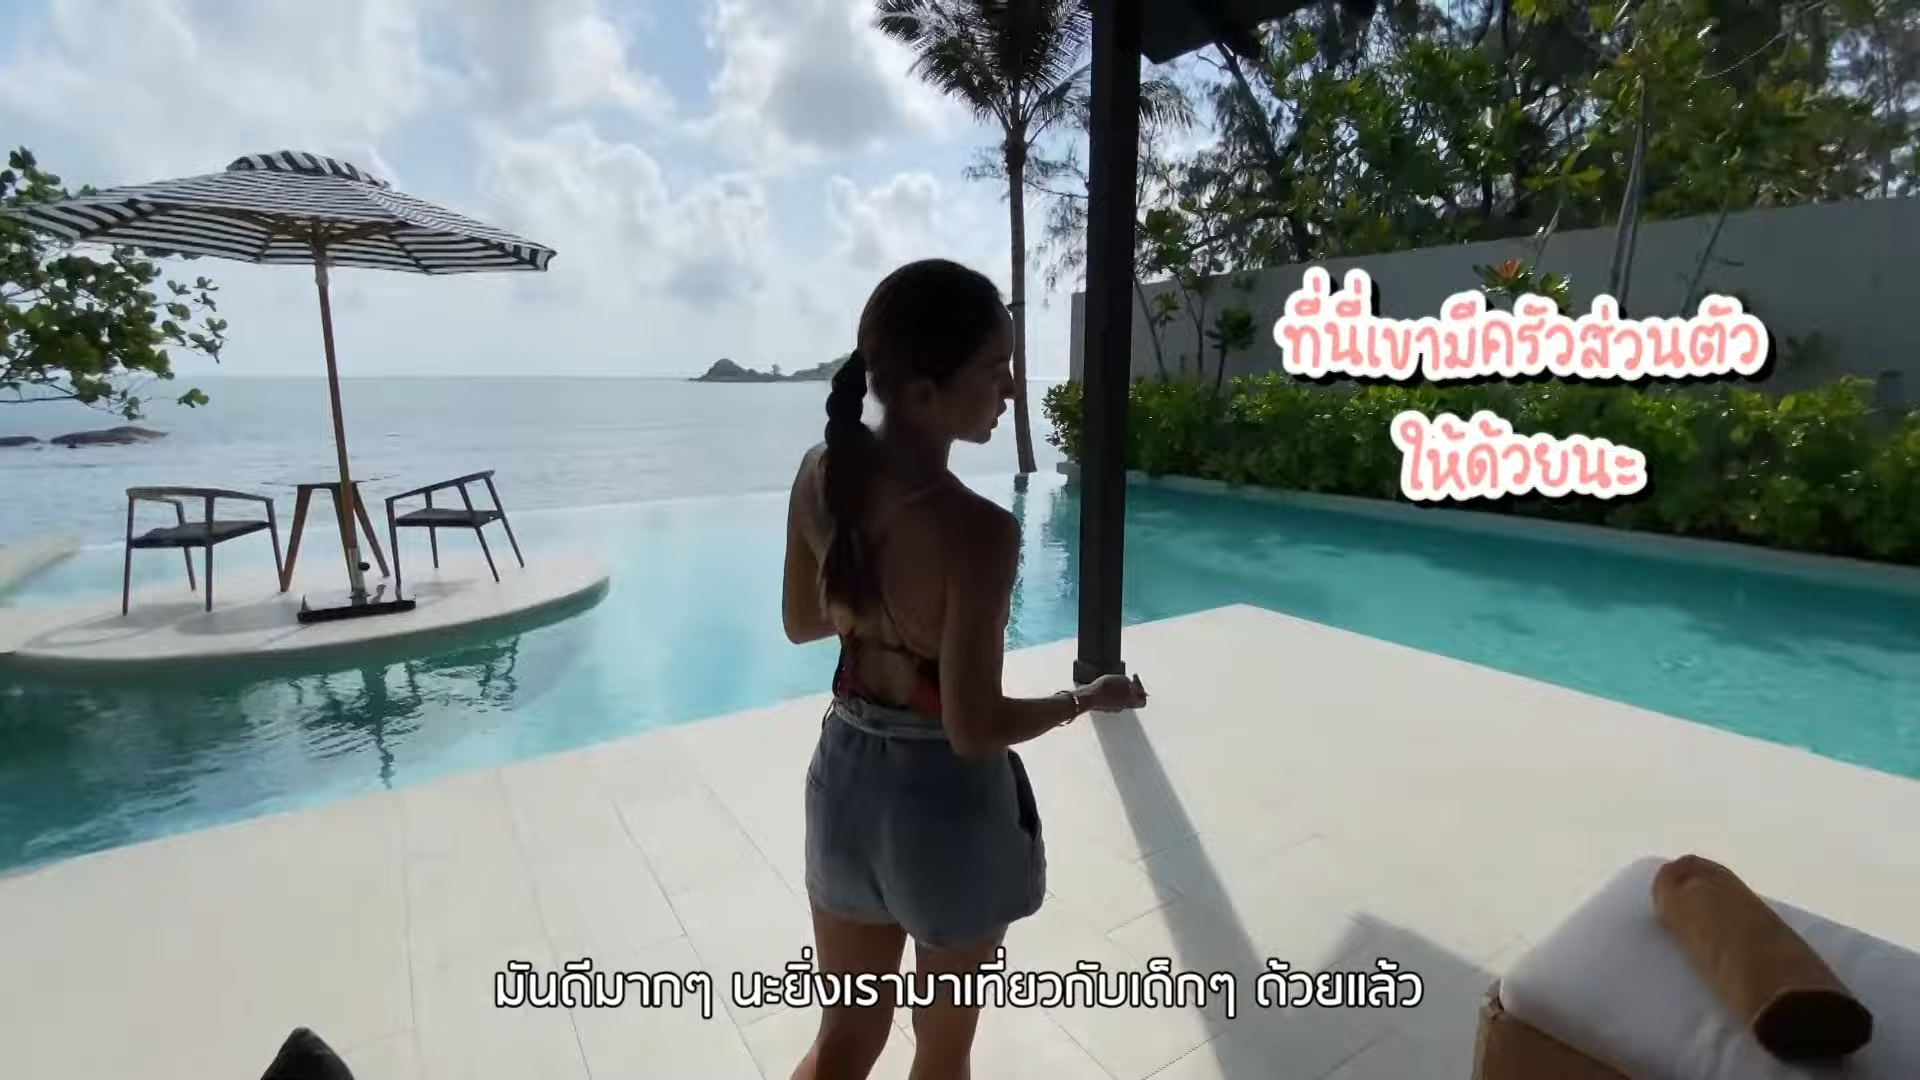 ที่นี่เขามีครัวส่วนตัว
ให้ด้วยนะ
มันดีมากๆ นะยิ่งเรามาเที่ยวกับเด็กๆ ด้วยแล้ว